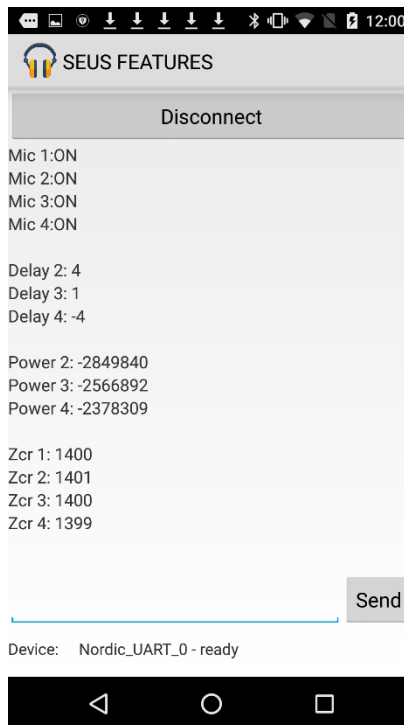 12:00
SEUS FEATURES
Disconnect
Mic 1:ON
Mic 2:ON
Mic 3:ON
Mic 4:ON
Delay 2: 4
Delay 3: 1
Delay 4: -4
Power 2: -2849840
Power 3: -2566892
Power 4: -2378309
Zcr 1: 1400
Zcr 2: 1401
Zcr 3: 1400
Zcr 4: 1399
Send
Device: Nordic_UART_0 - ready